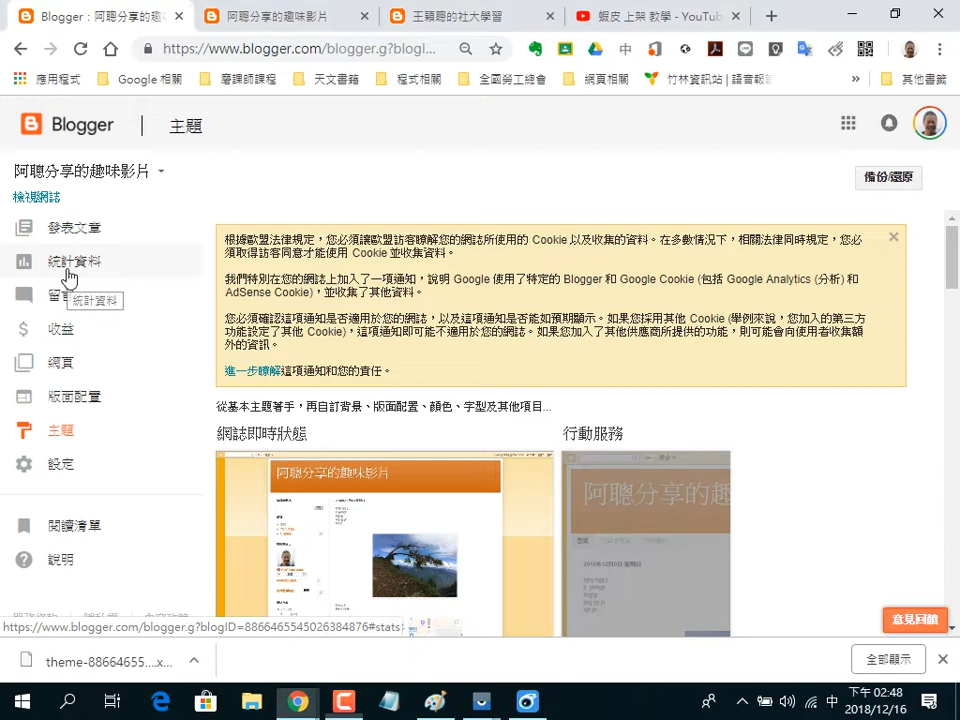 Blogger：阿聰分享的趣
阿聰分享的趣味影片
王穎聰的社大學習
蝦皮 上架 教學 - YouTub
https://www.blogger.com/blogger.g?blogI...
應用程式
Google 相關
磨課師課程
天文書籍
程式相關
全國勞工總會
網頁相關
竹林資訊站 | 語音報
其他書籤
Blogger
主題
阿聰分享的趣味影片
備份/還原
檢視網誌
發表文章
統計資料
留言
統計資料
收益
網頁
版面配置
主題
設定
閱讀清單
說明
根據歐盟法律規定，您必須讓歐盟訪客瞭解您的網誌所使用的 Cookie 以及收集的資料。在多數情況下，相關法律同時規定，您必
須取得訪客同意才能使用 Cookie 並收集資料。
我們特別在您的網誌上加入了一項通知，說明 Google 使用了特定的 Blogger 和 Google Cookie (包括 Google Analytics (分析) 和
AdSense Cookie)，並收集了其他資料。
您必須確認這項通知是否適用於您的網誌，以及這項通知是否能如預期顯示。如果您採用其他 Cookie (舉例來說，您加入的第三方
功能設定了其他 Cookie)，這項通知即可能不適用於您的網誌。如果您加入了其他供應商所提供的功能，則可能會向使用者收集額
外的資訊。
進一步瞭解這項通知和您的責任。
從基本主題著手，再自訂背景、版面配置、顏色、字型及其他項目...
網誌即時狀態
行動服務
阿聰分享的趣味影片
阿聰分享的趣
2018年12月8日 星期六
意見回饋
https://www.blogger.com/blogger.g?blogID=8866465545026384876#stats
theme-88664655....x...
全部顯示
中
下午 02:48
2018/12/16